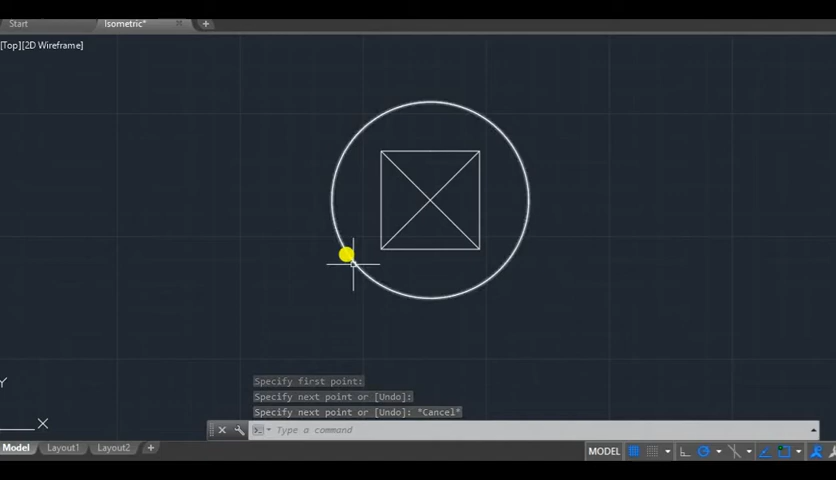 Start Isometric* +
[Top][2D Wireframe]
Specify first point:
Specify next point or [Undo]:
Specify next point or [Undo]: *Cancel*
Type a command
Y
X
Model Layout1 Layout2 + MODEL